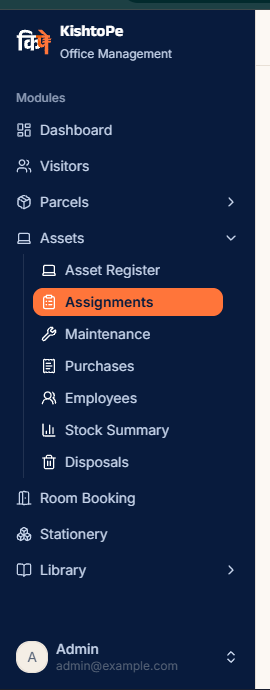 किपे KishtoPe
Office Management
Modules
Dashboard
Visitors
Parcels
Assets
Asset Register
Assignments
Maintenance
Purchases
Employees
Stock Summary
Disposals
Room Booking
Stationery
Library
A Admin
admin@example.com